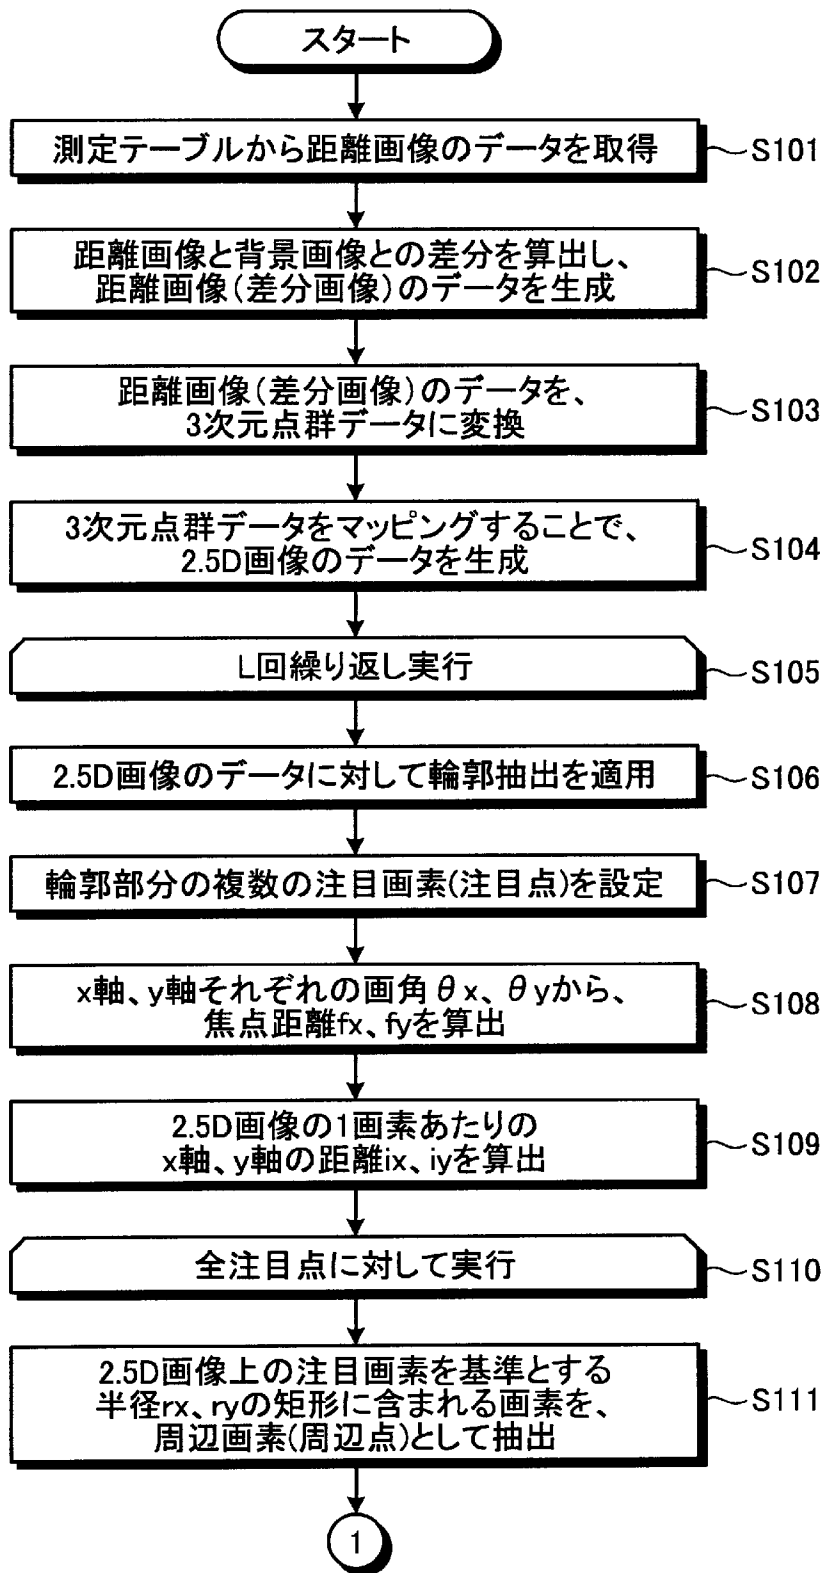 スタート
測定テーブルから距離画像のデータを取得
S101
距離画像と背景画像との差分を算出し、
距離画像(差分画像)のデータを生成
S102
距離画像(差分画像)のデータを、
3次元点群データに変換
S103
3次元点群データをマッピングすることで、
2.5D画像のデータを生成
S104
L回繰り返し実行
S105
2.5D画像のデータに対して輪郭抽出を適用
S106
輪郭部分の複数の注目画素(注目点)を設定
S107
x軸、y軸それぞれの画角θx、θyから、
焦点距離fx、fyを算出
S108
2.5D画像の1画素あたりの
x軸、y軸の距離ix、iyを算出
S109
全注目点に対して実行
S110
2.5D画像上の注目画素を基準とする
半径rx、ryの矩形に含まれる画素を、
周辺画素(周辺点)として抽出
S111
1